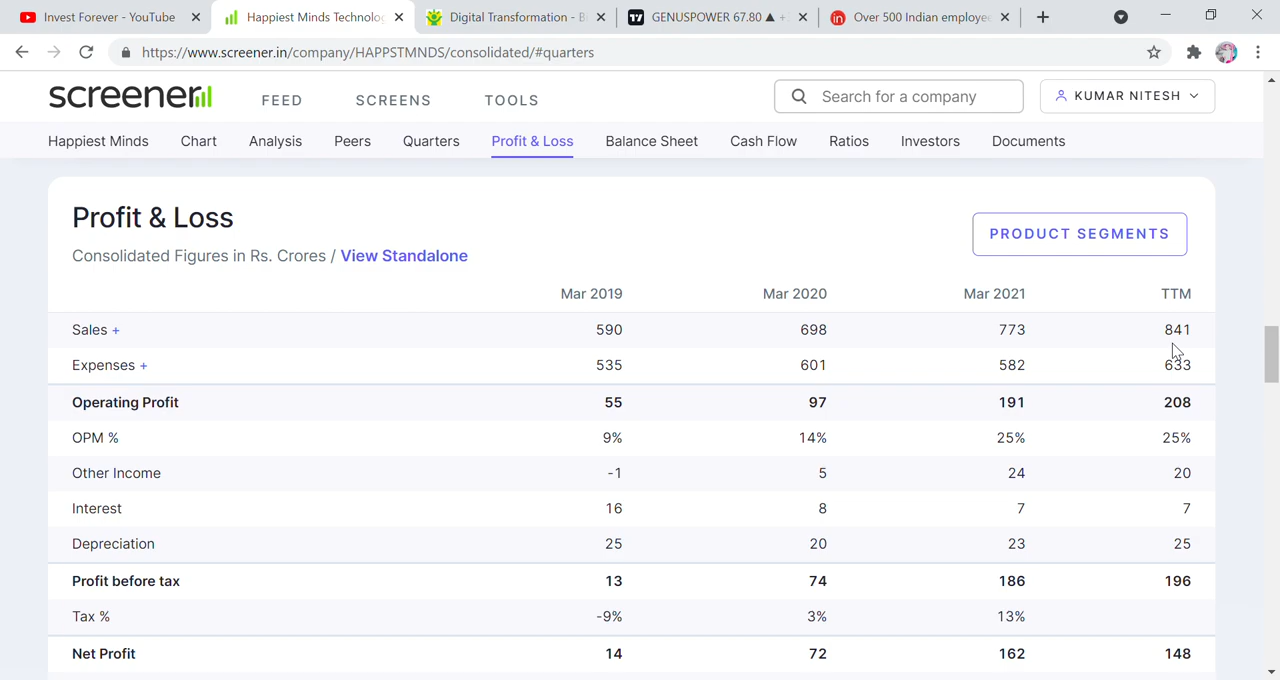 Invest Forever - YouTube
Happiest Minds Technolo
Digital Transformation - B
GENUSPOWER 67.80 ▲ +
Over 500 Indian employee
https://www.screener.in/company/HAPPSTMNDS/consolidated/#quarters
screener
FEED SCREENS TOOLS
Search for a company
KUMAR NITESH
Happiest Minds Chart Analysis Peers Quarters Profit & Loss Balance Sheet Cash Flow Ratios Investors Documents
Profit & Loss
PRODUCT SEGMENTS
Consolidated Figures in Rs. Crores / View Standalone
Mar 2019 Mar 2020 Mar 2021 TTM
Sales + 590 698 773 841
Expenses + 535 601 582 633
Operating Profit 55 97 191 208
OPM % 9% 14% 25% 25%
Other Income -1 5 24 20
Interest 16 8 7 7
Depreciation 25 20 23 25
Profit before tax 13 74 186 196
Tax % -9% 3% 13%
Net Profit 14 72 162 148